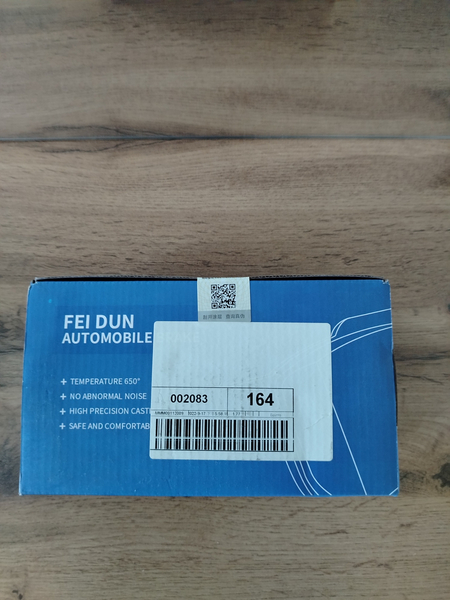 FEI DUN
AUTOMOBILE
+ TEMPERATURE 650°
+ NO ABNORMAL NOISE
+ HIGH PRECISION CAST
+ SAFE AND COMFORTAB
002083
164